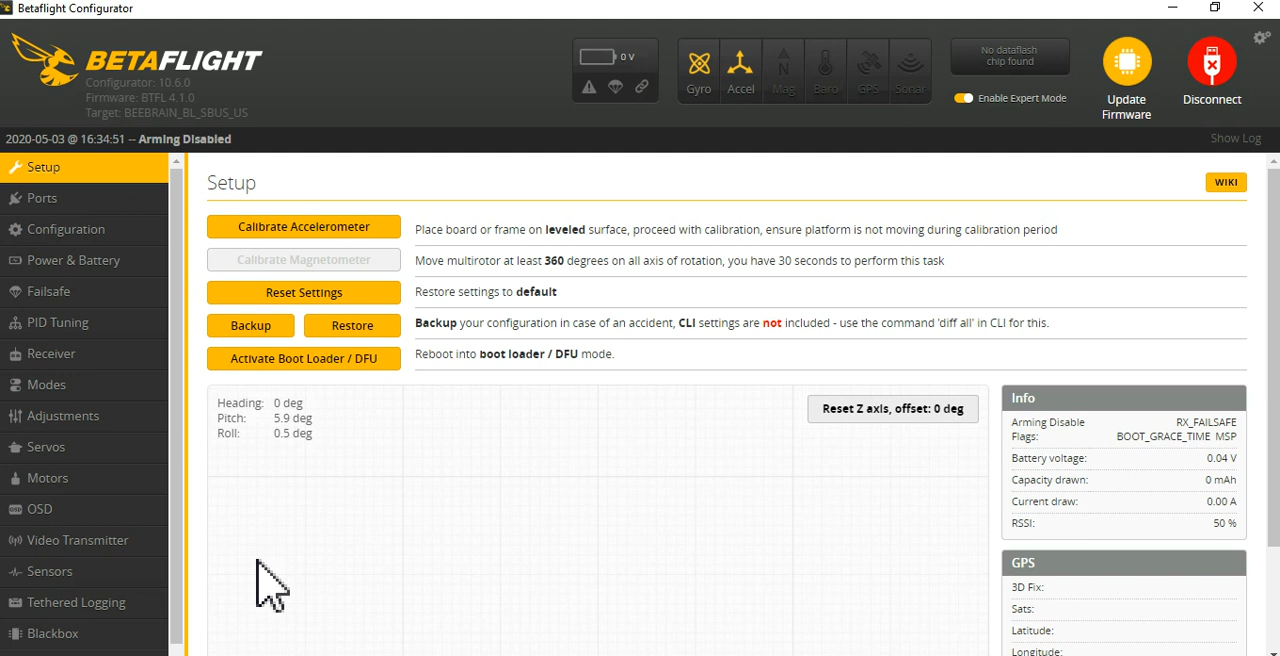 Betaflight Configurator
BETAFLIGHT
Configurator: 10.6.0
Firmware: BTFL 4.1.0
Target: BEEBRAIN_BL_SBUS_US
0 V
Gyro
Accel
Mag
Baro
GPS
Sonar
No dataflash
chip found
Enable Expert Mode
Update
Firmware
Disconnect
2020-05-03 @ 16:34:51 -- Arming Disabled
Show Log
Setup
Ports
Configuration
Power & Battery
Failsafe
PID Tuning
Receiver
Modes
Adjustments
Servos
Motors
OSD
Video Transmitter
Sensors
Tethered Logging
Blackbox
Setup
WIKI
Calibrate Accelerometer
Place board or frame on leveled surface, proceed with calibration, ensure platform is not moving during calibration period
Calibrate Magnetometer
Move multirotor at least 360 degrees on all axis of rotation, you have 30 seconds to perform this task
Reset Settings
Restore settings to default
Backup
Restore
Backup your configuration in case of an accident, CLI settings are not included - use the command 'diff all' in CLI for this.
Activate Boot Loader / DFU
Reboot into boot loader / DFU mode.
Heading: 0 deg
Pitch: 5.9 deg
Roll: 0.5 deg
Reset Z axis, offset: 0 deg
Info
Arming Disable RX_FAILSAFE
Flags: BOOT_GRACE_TIME MSP
Battery voltage: 0.04 V
Capacity drawn: 0 mAh
Current draw: 0.00 A
RSSI: 50 %
GPS
3D Fix:
Sats:
Latitude:
Longitude: